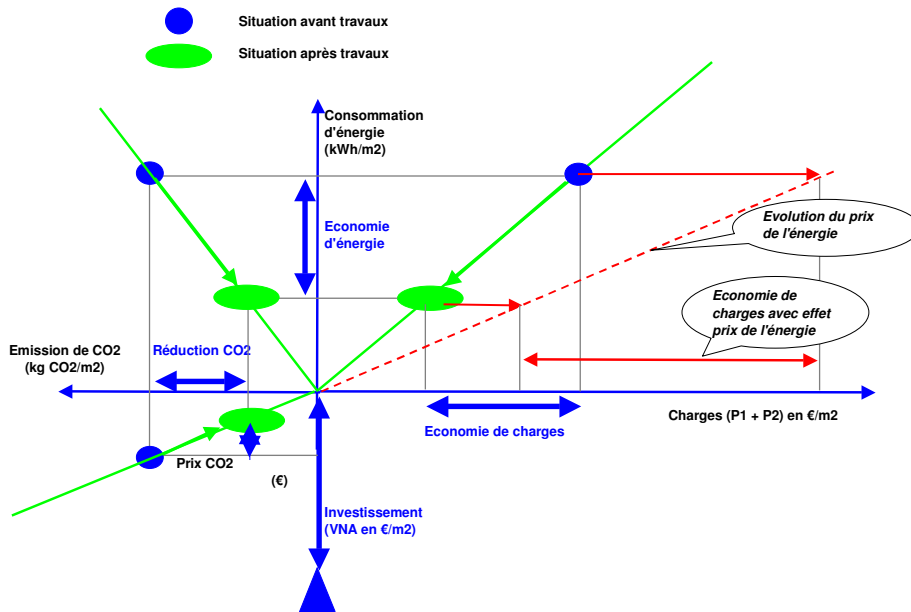 Situation avant travaux
Situation après travaux
Consommation
d'énergie
(kWh/m2)
Evolution du prix
de l'énergie
Economie
d'énergie
Economie de
charges avec effet
prix de l'énergie
Emission de CO2
(kg CO2/m2)
Réduction CO2
Charges (P1 + P2) en €/m2
Economie de charges
Prix CO2
(€)
Investissement
(VNA en €/m2)